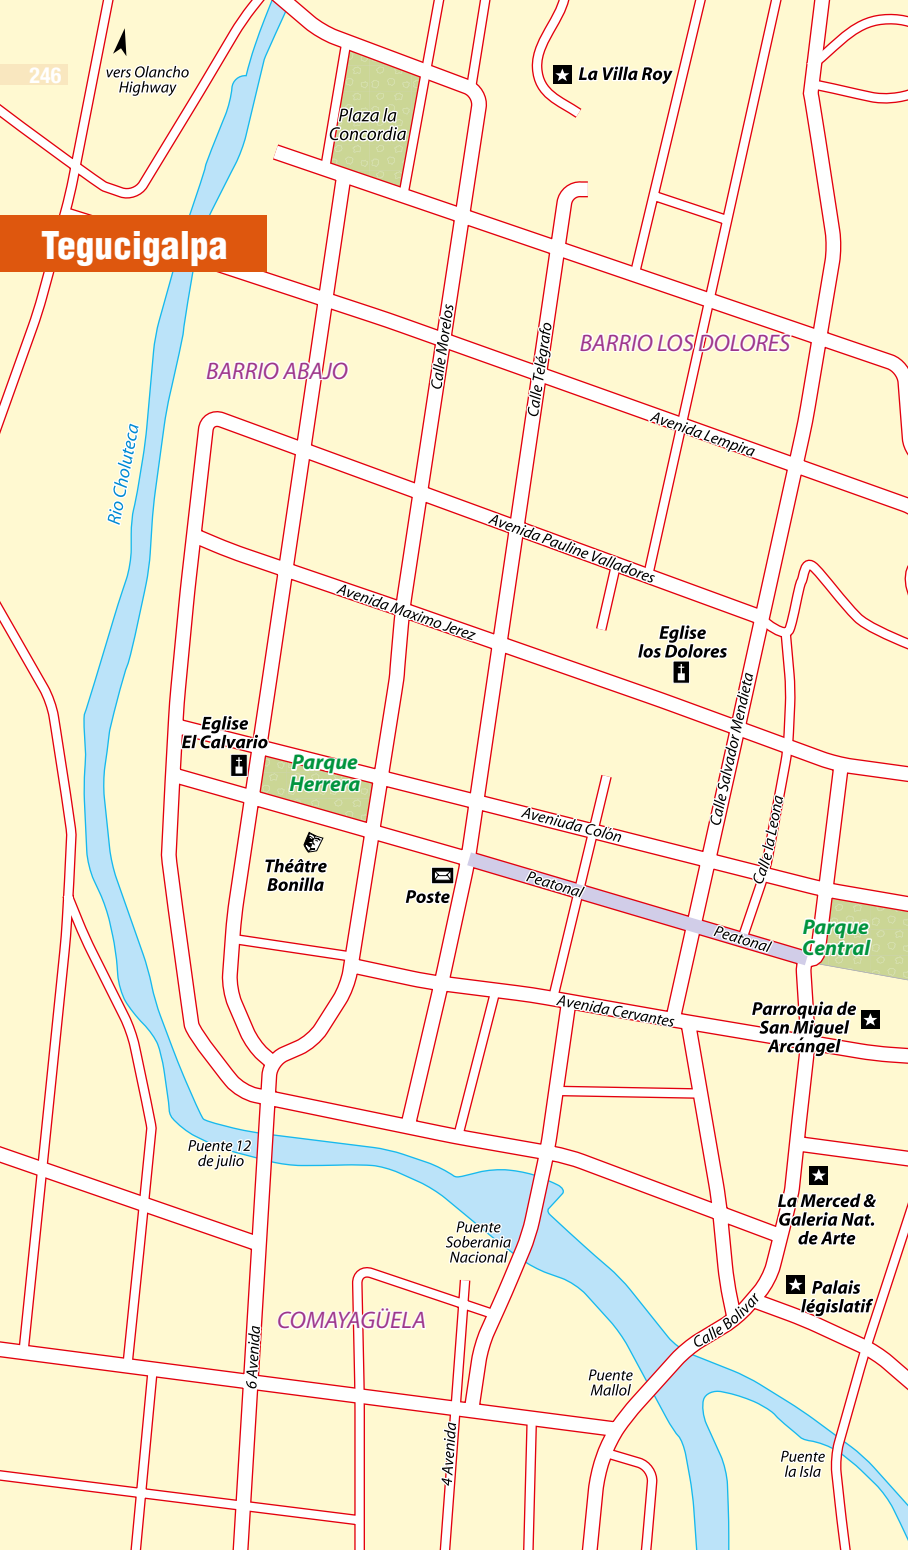 vers Olancho
Highway
246
La Villa Roy
Plaza la
Concordia
Tegucigalpa
Calle Morelos
Calle Telégrafo
BARRIO LOS DOLORES
BARRIO ABAJO
Avenida Lempira
Rio Choluteca
Avenida Pauline Valladores
Avenida Maximo Jerez
Eglise
los Dolores
Calle Salvador Mendieta
Eglise
El Calvario
Parque
Herrera
Aveniuda Colón
Calle la Leona
Théâtre
Bonilla
Poste
Peatonal
Peatonal
Parque
Central
Avenida Cervantes
Parroquia de
San Miguel
Arcángel
Puente 12
de julio
La Merced &
Galeria Nat.
de Arte
Puente
Soberania
Nacional
Palais
législatif
COMAYAGÜELA
Calle Bolivar
6 Avenida
Puente
Mallol
4-Avenida
Puente
la Isla